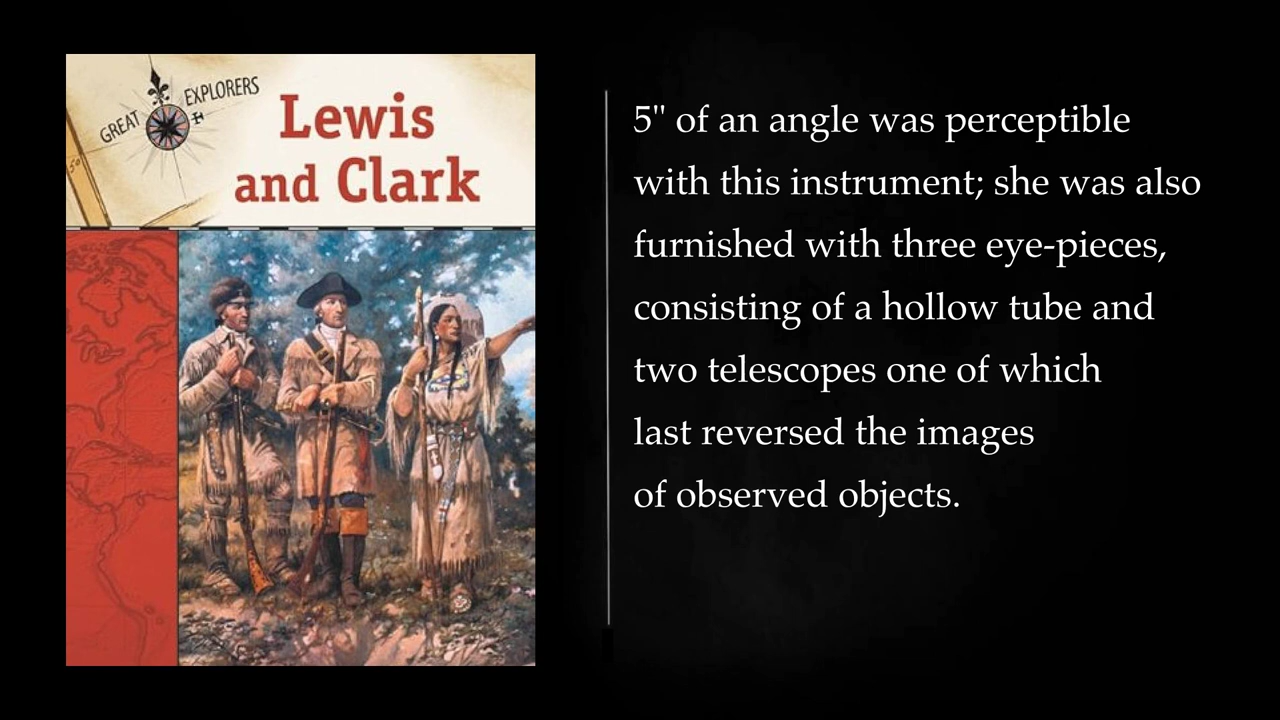 GREAT EXPLORERS
Lewis
and Clark
50
5" of an angle was perceptible
with this instrument; she was also
furnished with three eye-pieces,
consisting of a hollow tube and
two telescopes one of which
last reversed the images
of observed objects.